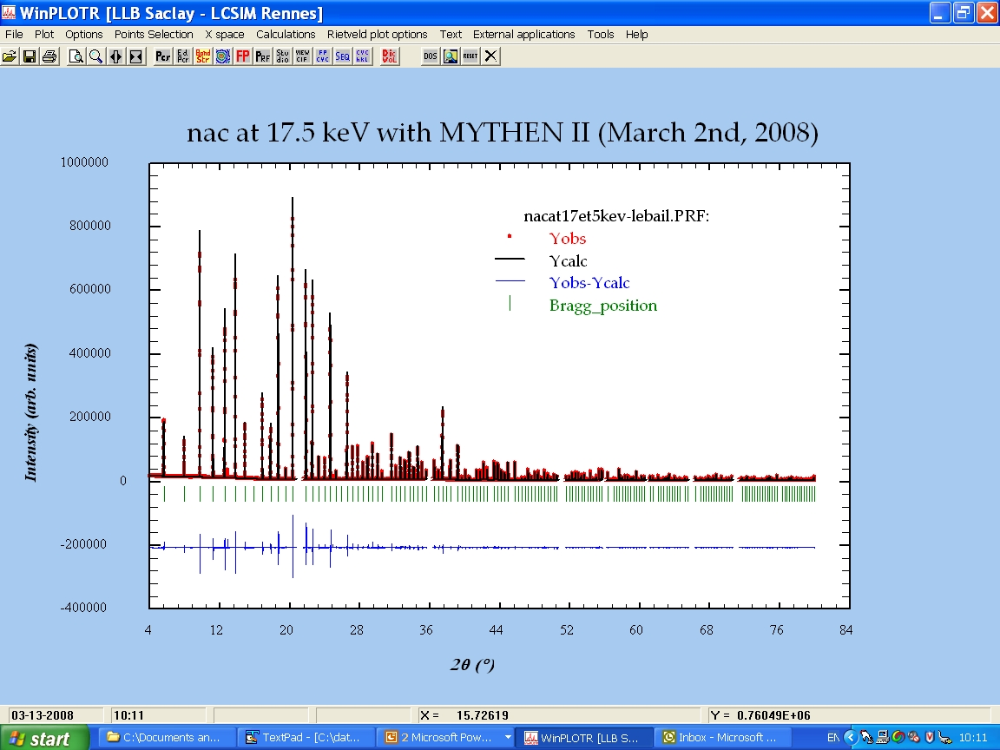 WinPLOTR [LLB Saclay - LCSIM Rennes]
File Plot Options Points Selection X space Calculations Rietveld plot options Text External applications Tools Help
Pcr Ed Pcr Bond Str FP PRF Stu dio VIEW CIF FP CYC SEQ CYC HKL Dic VOL DOS RESET
nac at 17.5 keV with MYTHEN II (March 2nd, 2008)
1000000
800000
600000
400000
200000
0
-200000
-400000
Intensity (arb. units)
nacat17et5kev-lebail.PRF:
Yobs
Ycalc
Yobs-Ycalc
Bragg_position
4 12 20 28 36 44 52 60 68 76 84
2θ (°)
03-13-2008 10:11 X = 15.72619 Y = 0.76049E+06
start C:\Documents an... TextPad - [C:\dat... 2 Microsoft Pow... WinPLOTR [LLB S... Inbox - Microsoft ... EN 10:11